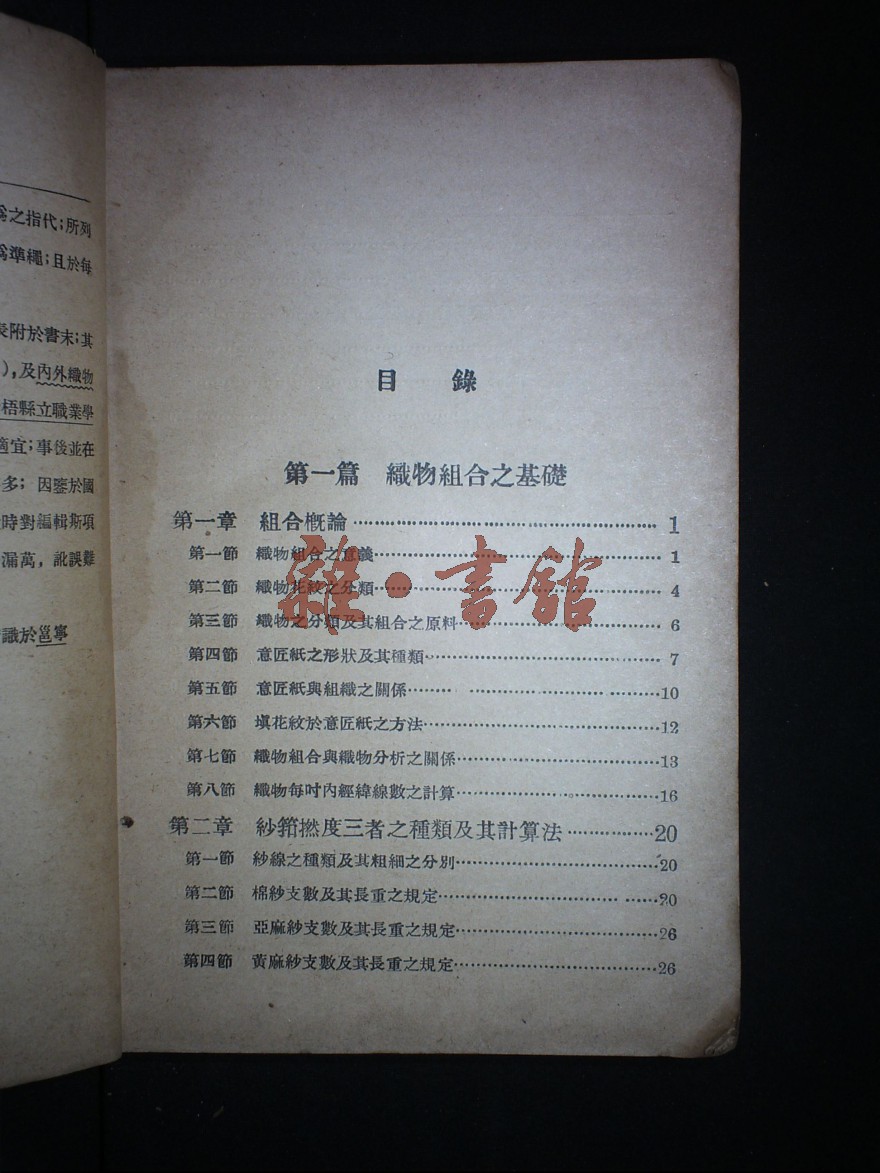 爲之指代;所列
爲準繩;且於每
表附於書末;其
),及內外織物
梧縣立職業學
適宜;事後並在
多;因鑒於國
時對編輯斯項
漏萬,訛誤難
識於邕寧
目錄
第一篇 織物組合之基礎
第一章 組合概論 1
第一節 織物組合之意義 1
第二節 織物花紋之分類 4
第三節 織物之分類及其組合之原料 6
第四節 意匠紙之形狀及其種類 7
第五節 意匠紙與組織之關係 10
第六節 塡花紋於意匠紙之方法 12
第七節 織物組合與織物分析之關係 13
第八節 織物每吋內經緯線數之計算 16
第二章 紗筘撚度三者之種類及其計算法 20
第一節 紗線之種類及其粗細之分別 20
第二節 棉紗支數及其長重之規定 20
第三節 亞麻紗支數及其長重之規定 26
第四節 黃麻紗支數及其長重之規定 26
雜·書館